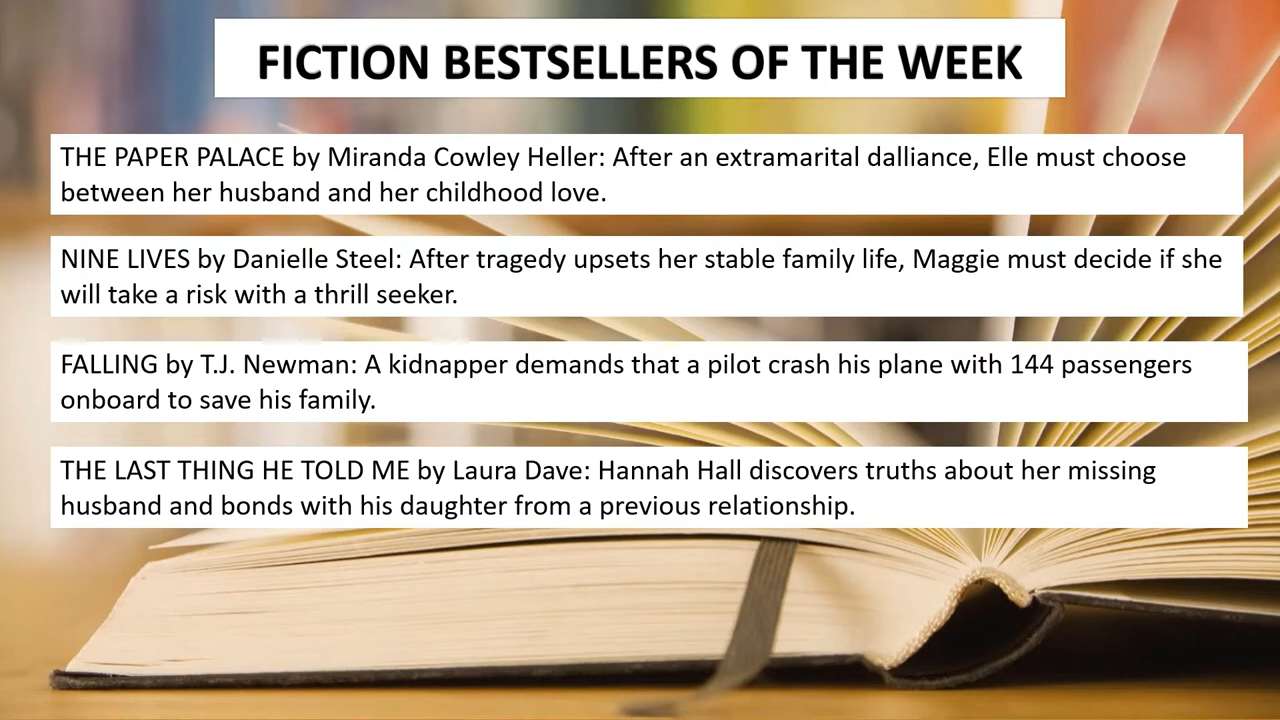 FICTION BESTSELLERS OF THE WEEK
THE PAPER PALACE by Miranda Cowley Heller: After an extramarital dalliance, Elle must choose
between her husband and her childhood love.
NINE LIVES by Danielle Steel: After tragedy upsets her stable family life, Maggie must decide if she
will take a risk with a thrill seeker.
FALLING by T.J. Newman: A kidnapper demands that a pilot crash his plane with 144 passengers
onboard to save his family.
THE LAST THING HE TOLD ME by Laura Dave: Hannah Hall discovers truths about her missing
husband and bonds with his daughter from a previous relationship.